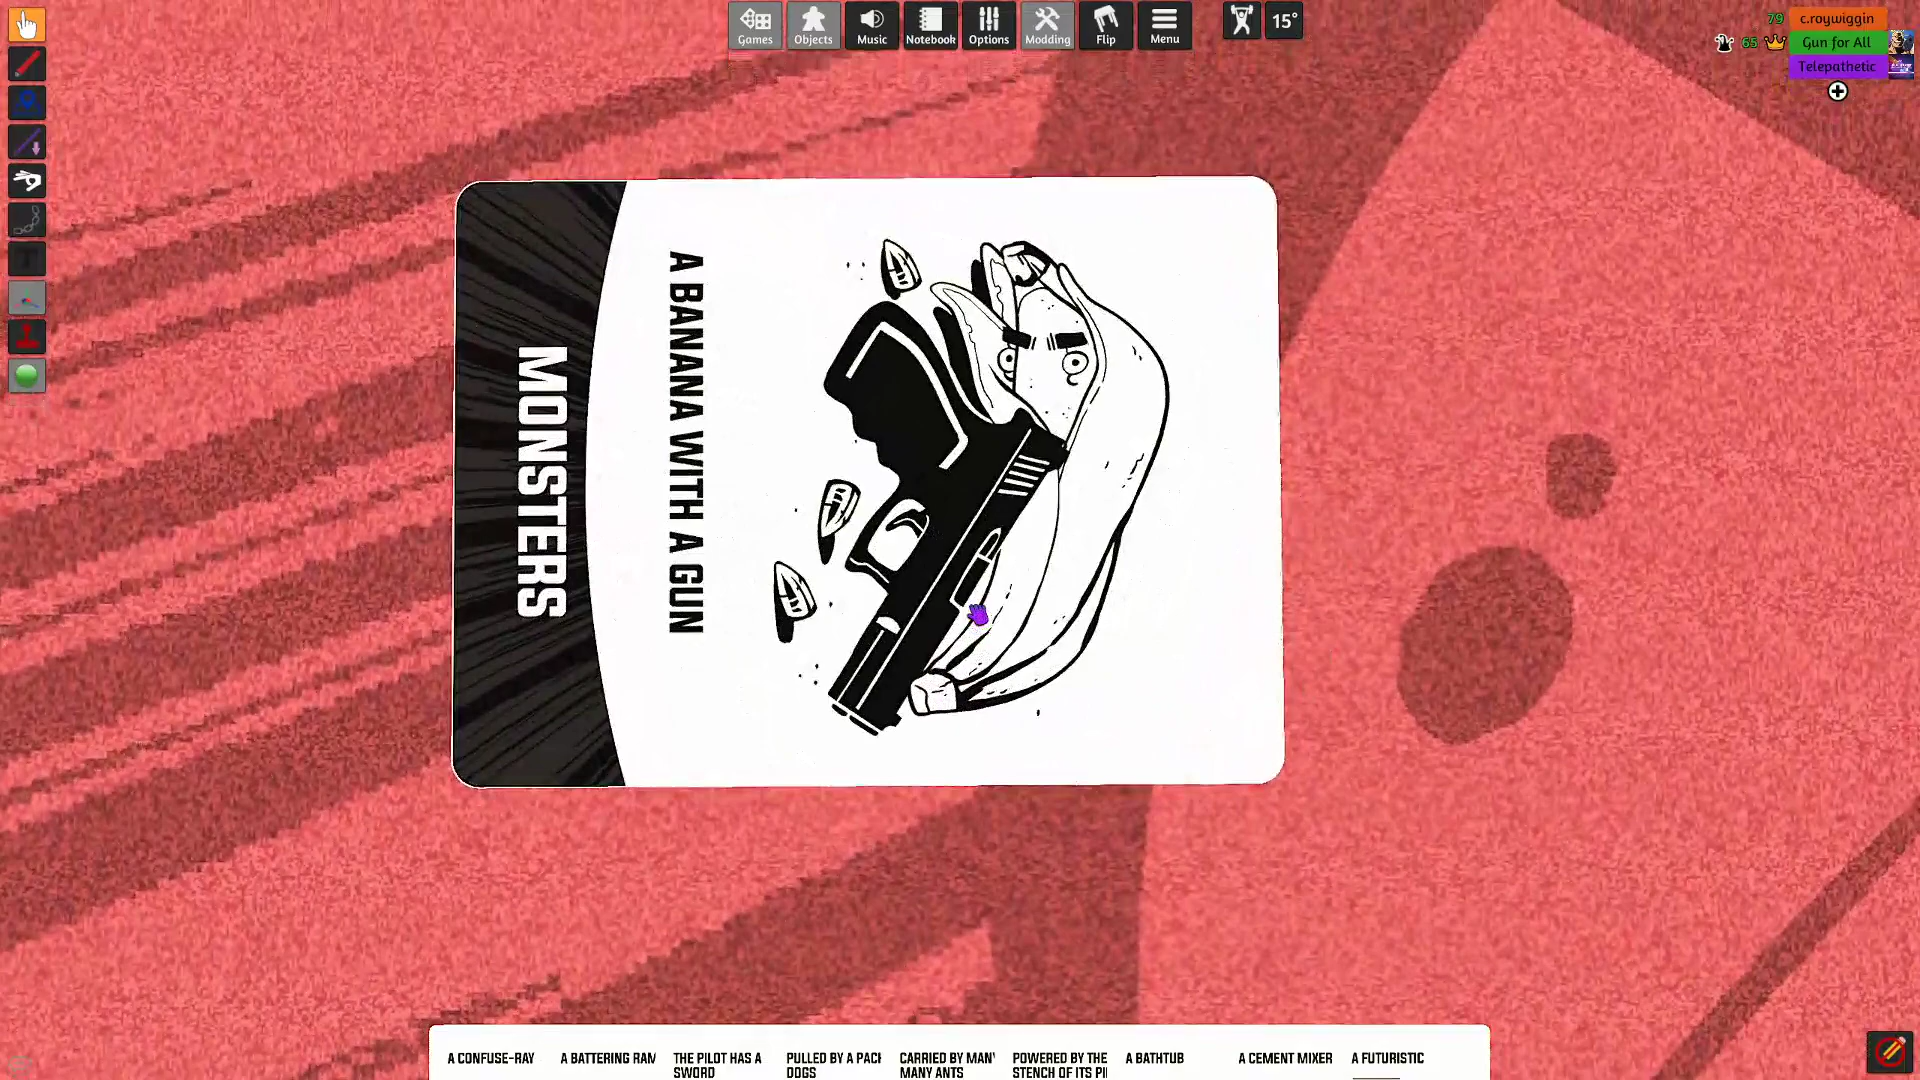 Games
Objects
Music
Notebook
Options
Modding
Flip
Menu
15°
79 c.roywiggin
65 Gun for All
Telepathetic
A BANANA WITH A GUN
MONSTERS
A CONFUSE-RAY
A BATTERING RAM
THE PILOT HAS A
SWORD
PULLED BY A PACK
DOGS
CARRIED BY MANY
MANY ANTS
POWERED BY THE
STENCH OF ITS
A BATHTUB
A CEMENT MIXER
A FUTURISTIC